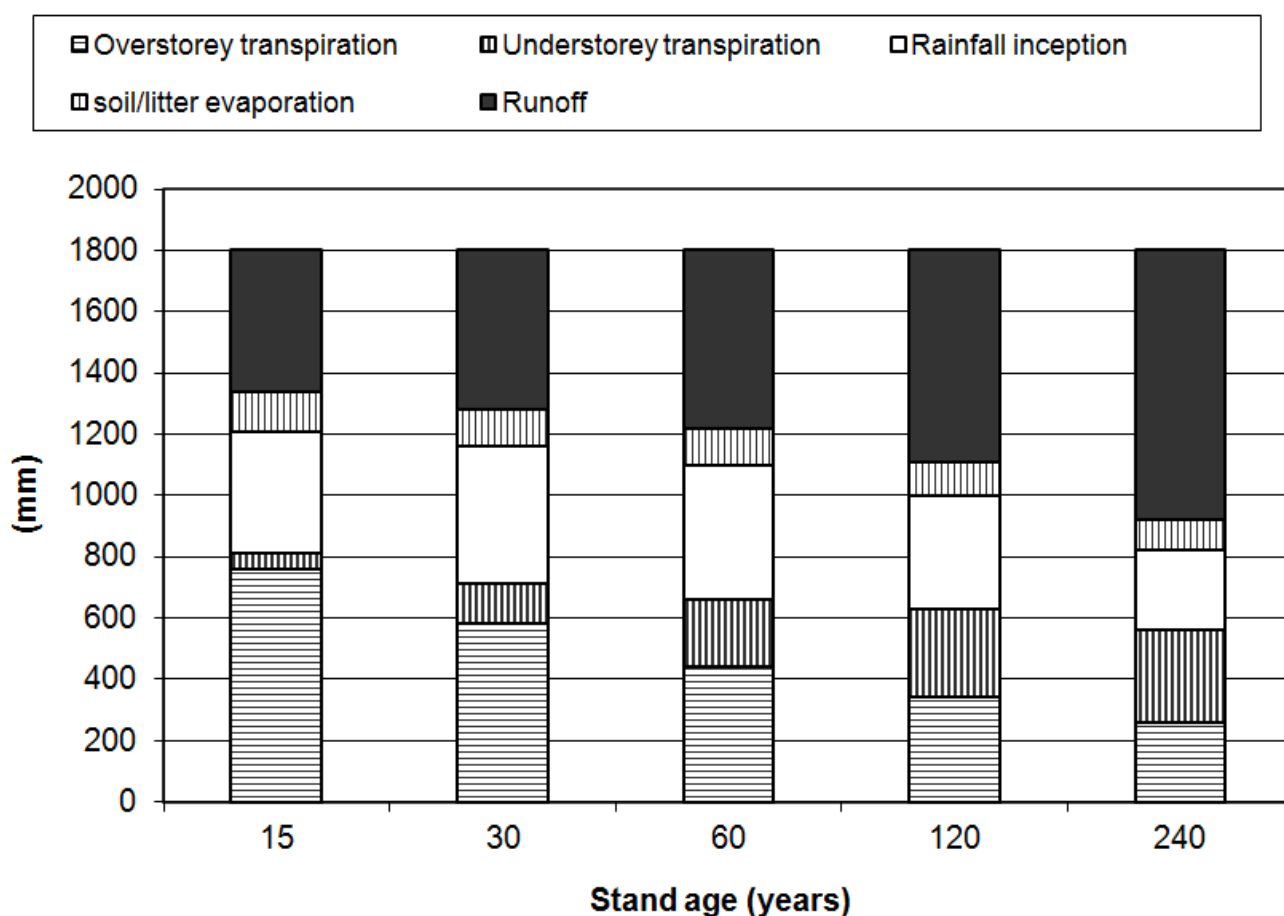 Overstorey transpiration Understorey transpiration Rainfall inception
soil/litter evaporation Runoff
2000
1800
1600
1400
1200
1000
800
600
400
200
0
(mm)
15 30 60 120 240
Stand age (years)